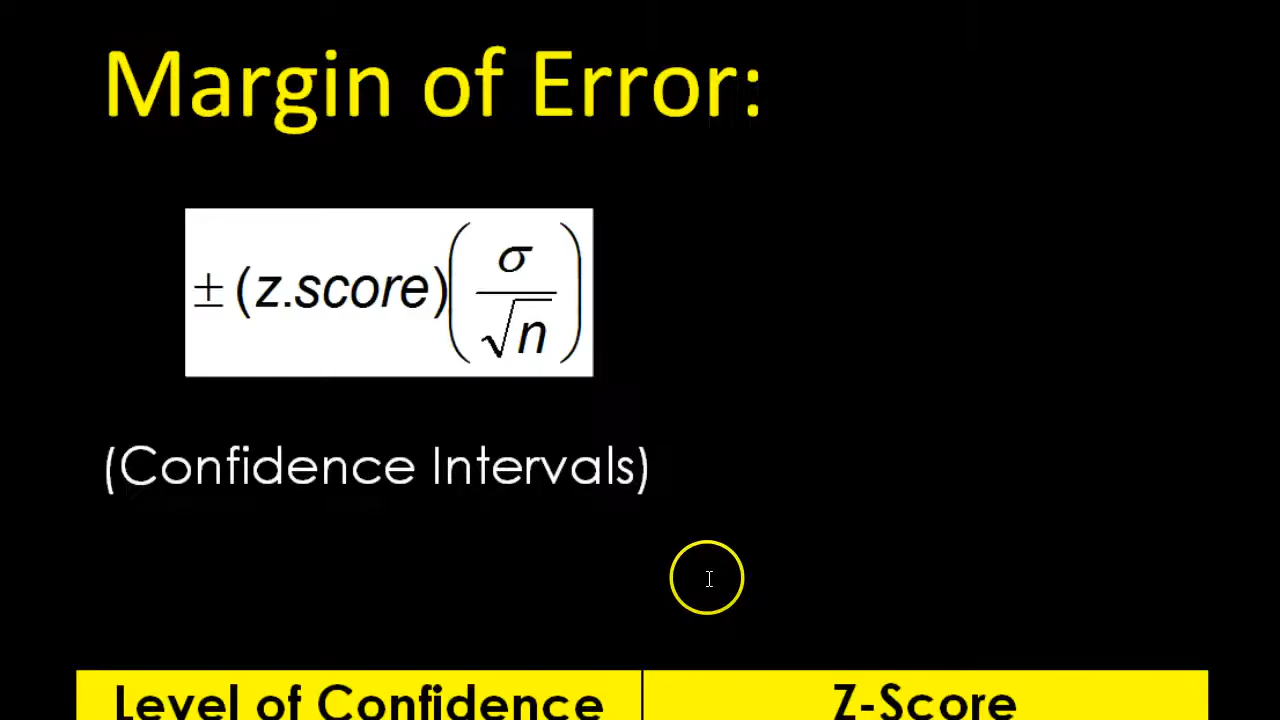 Margin of Error:
± (z.score)(σ/√n)
(Confidence Intervals)
Level of Confidence Z-Score